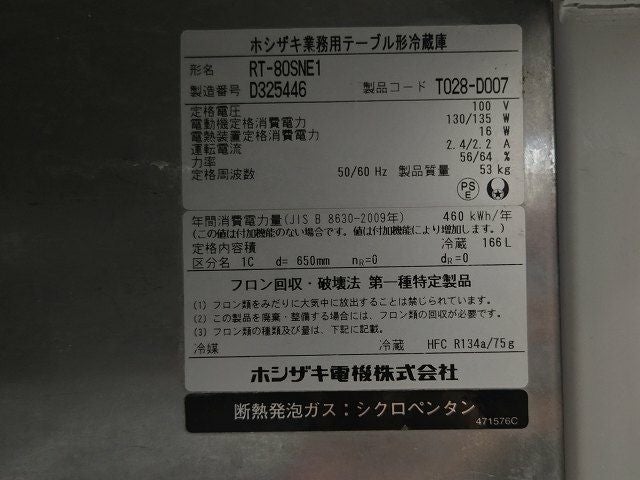 ホシザキ業務用テーブル形冷蔵庫
形名 RT-80SNE1
製造番号 D325446 製品コード T028-D007
定格電圧 100 V
電動機定格消費電力 130/135 W
電熱装置定格消費電力 16 W
運転電流 2.4/2.2 A
力率 56/64 %
定格周波数 50/60 Hz 製品質量 53 kg
PS
E
年間消費電力量(JIS B 8630-2009年) 460 kWh/年
(この値は付加機能のない場合です。値は付加機能により増加します。)
定格内容積 冷蔵 166 L
区分名 1C d= 650mm nR=0 dR=0
フロン回収・破壊法 第一種特定製品
(1) フロン類をみだりに大気中に放出することは禁じられています。
(2) この製品を廃棄・整備する場合には、フロン類の回収が必要です。
(3) フロン類の種類及び量は、下記に記載。
冷媒 冷蔵 HFC R134a/75g
ホシザキ電機株式会社
断熱発泡ガス：シクロペンタン
471576C